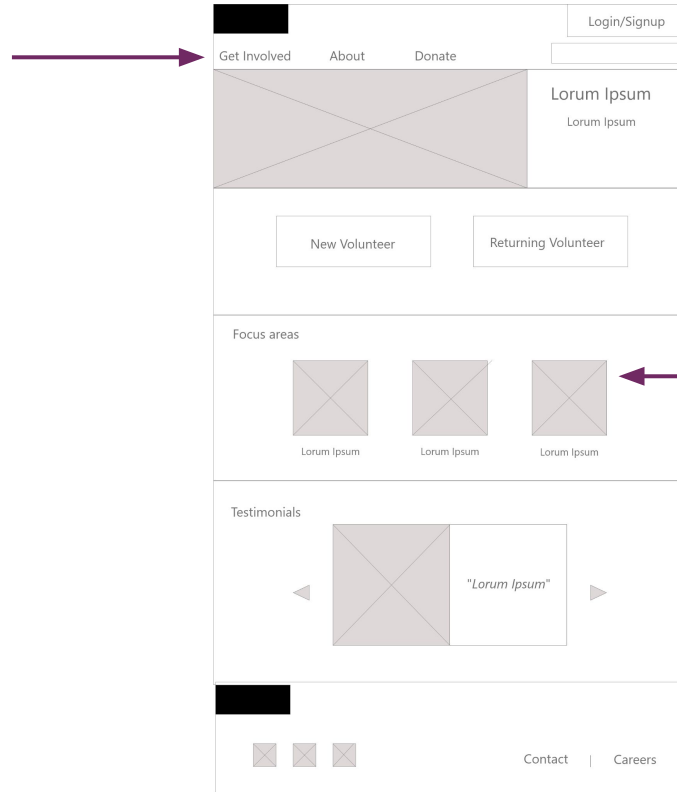 Login/Signup
Get Involved About Donate
Lorum Ipsum
Lorum Ipsum
New Volunteer Returning Volunteer
Focus areas
Lorum Ipsum Lorum Ipsum Lorum Ipsum
Testimonials
"Lorum Ipsum"
Contact | Careers